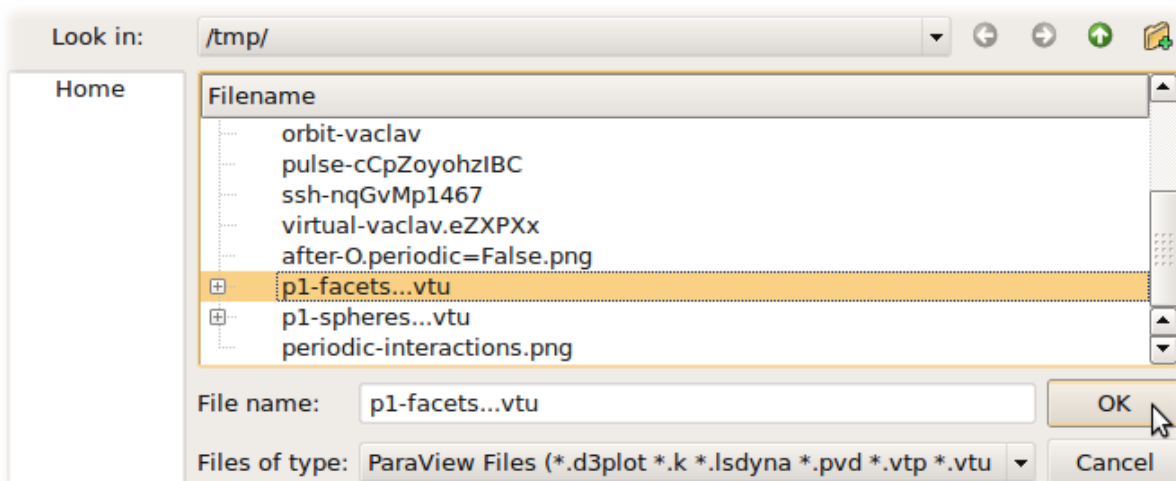 Look in: /tmp/
Home
Filename
orbit-vaclav
pulse-cCpZoyohzIBC
ssh-nqGvMp1467
virtual-vaclav.eZXPXx
after-O.periodic=False.png
p1-facets...vtu
p1-spheres...vtu
periodic-interactions.png
File name: p1-facets...vtu OK
Files of type: ParaView Files (*.d3plot *.k *.lsdyna *.pvd *.vtp *.vtu Cancel